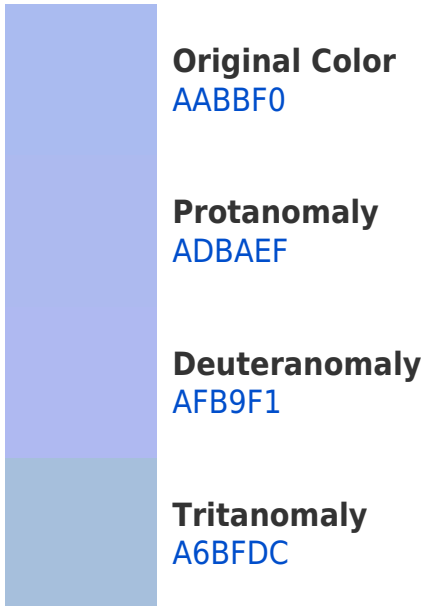 Original Color
AABBF0
Protanomaly
ADBAEF
Deuteranomaly
AFB9F1
Tritanomaly
A6BFDC